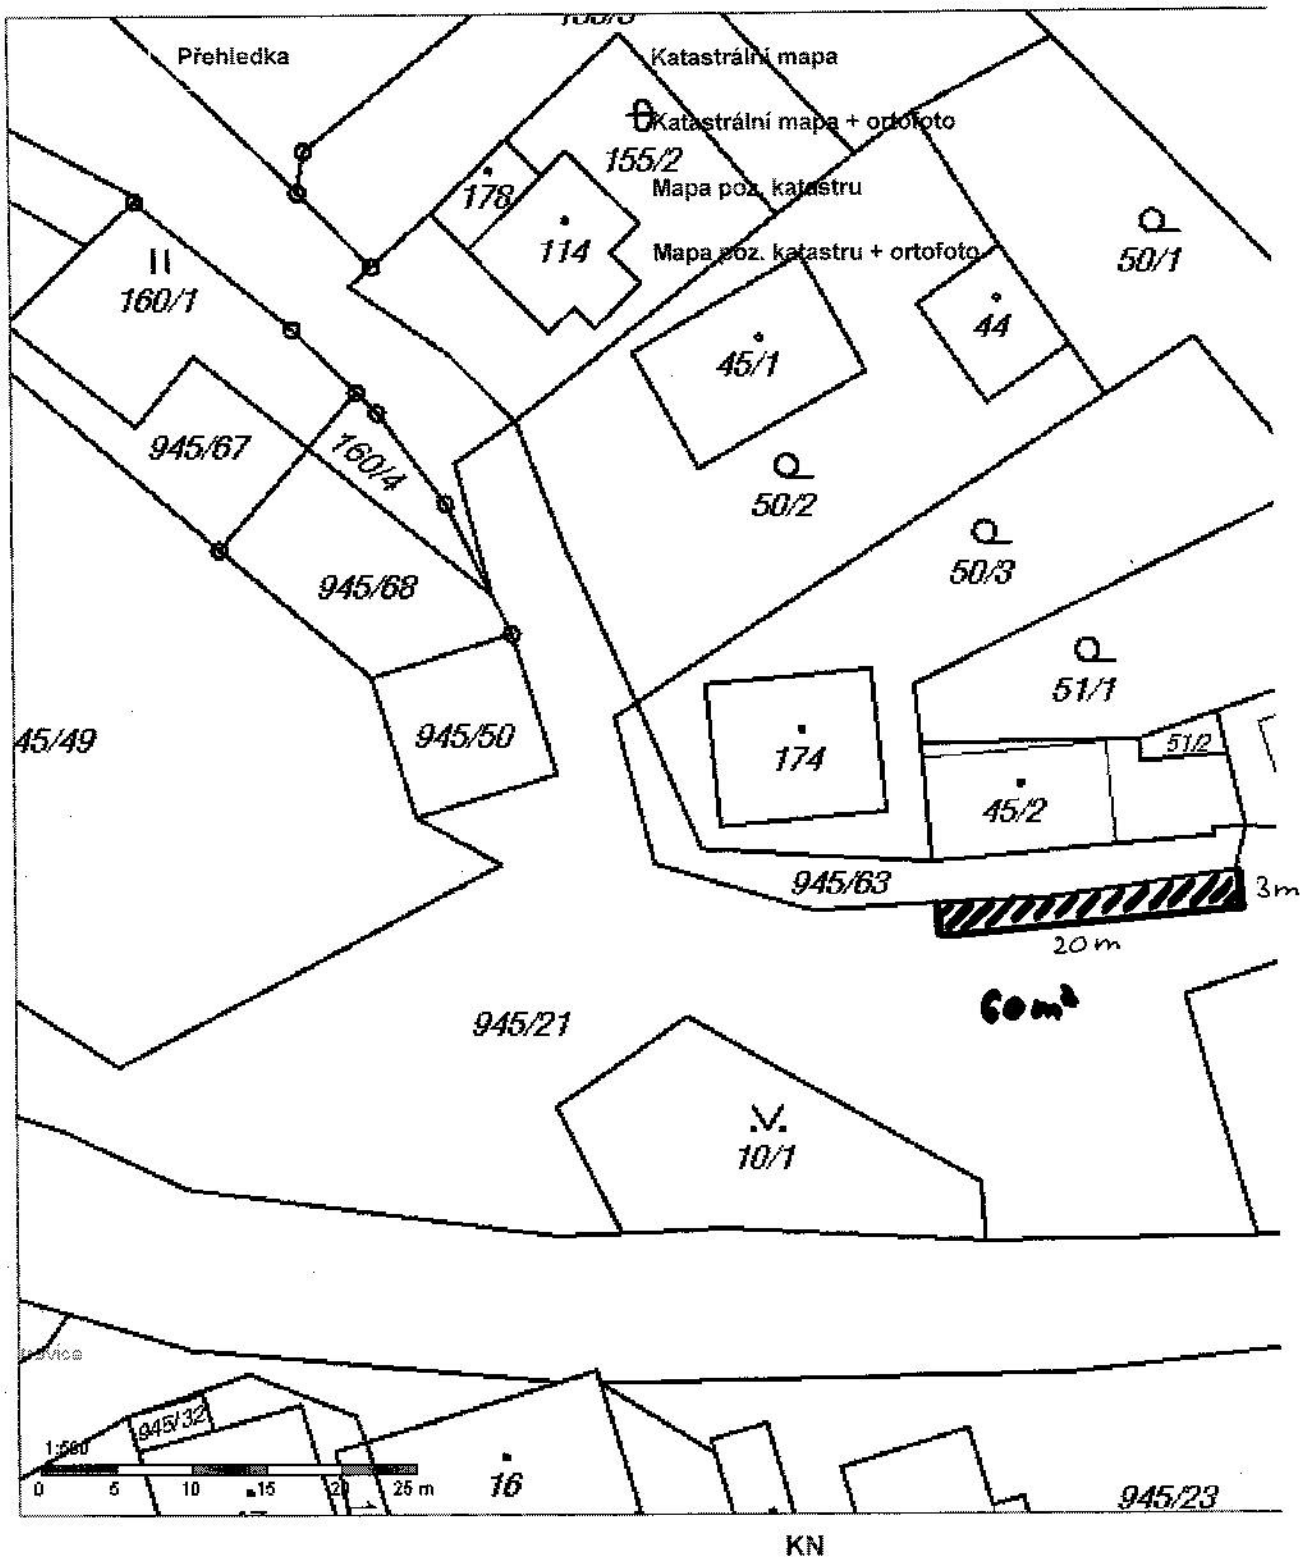 Přehledka
Katastrální mapa
Katastrální mapa + ortofoto
155/2
178
Mapa poz. katastru
114
Mapa poz. katastru + ortofoto
50/1
160/1
44
45/1
945/67
160/4
50/2
50/3
945/68
51/1
45/49
945/50
174
51/2
45/2
945/63
3m
20 m
60 m²
945/21
10/1
945/32
1:500
0 5 10 15 20 25 m
16
945/23
KN